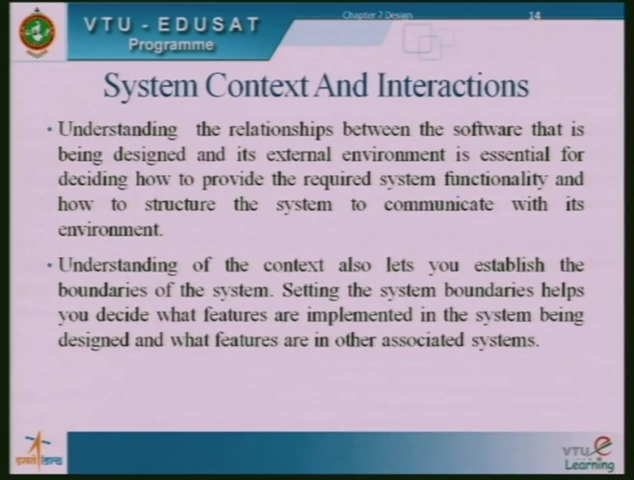 Chapter 7 Design
14
VTU - EDUSAT
Programme
System Context And Interactions
• Understanding the relationships between the software that is
being designed and its external environment is essential for
deciding how to provide the required system functionality and
how to structure the system to communicate with its
environment.
• Understanding of the context also lets you establish the
boundaries of the system. Setting the system boundaries helps
you decide what features are implemented in the system being
designed and what features are in other associated systems.
VTU e
Learning